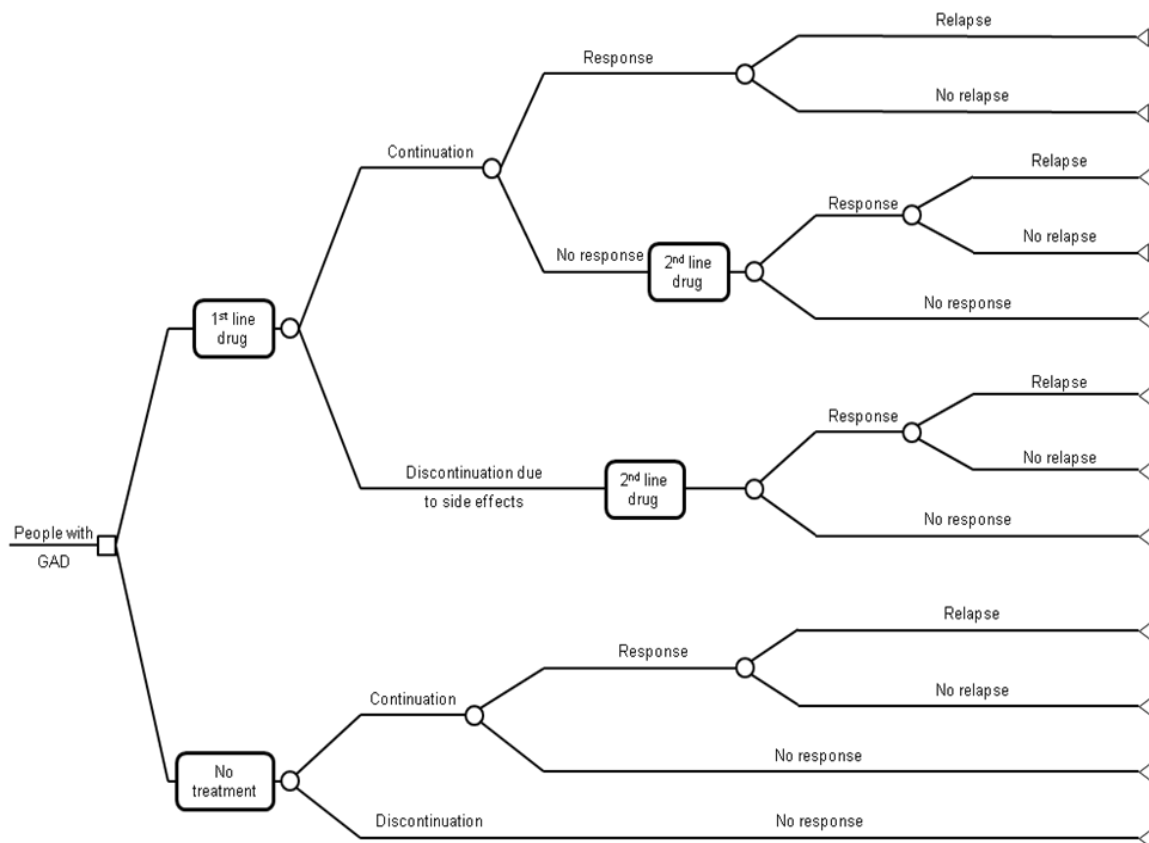 Relapse
Response
No relapse
Continuation
Relapse
Response
No relapse
No response
2nd line
drug
No response
1st line
drug
Relapse
Response
No relapse
Discontinuation due
to side effects
2nd line
drug
No response
People with
GAD
Relapse
Response
No relapse
Continuation
No response
No
treatment
Discontinuation
No response